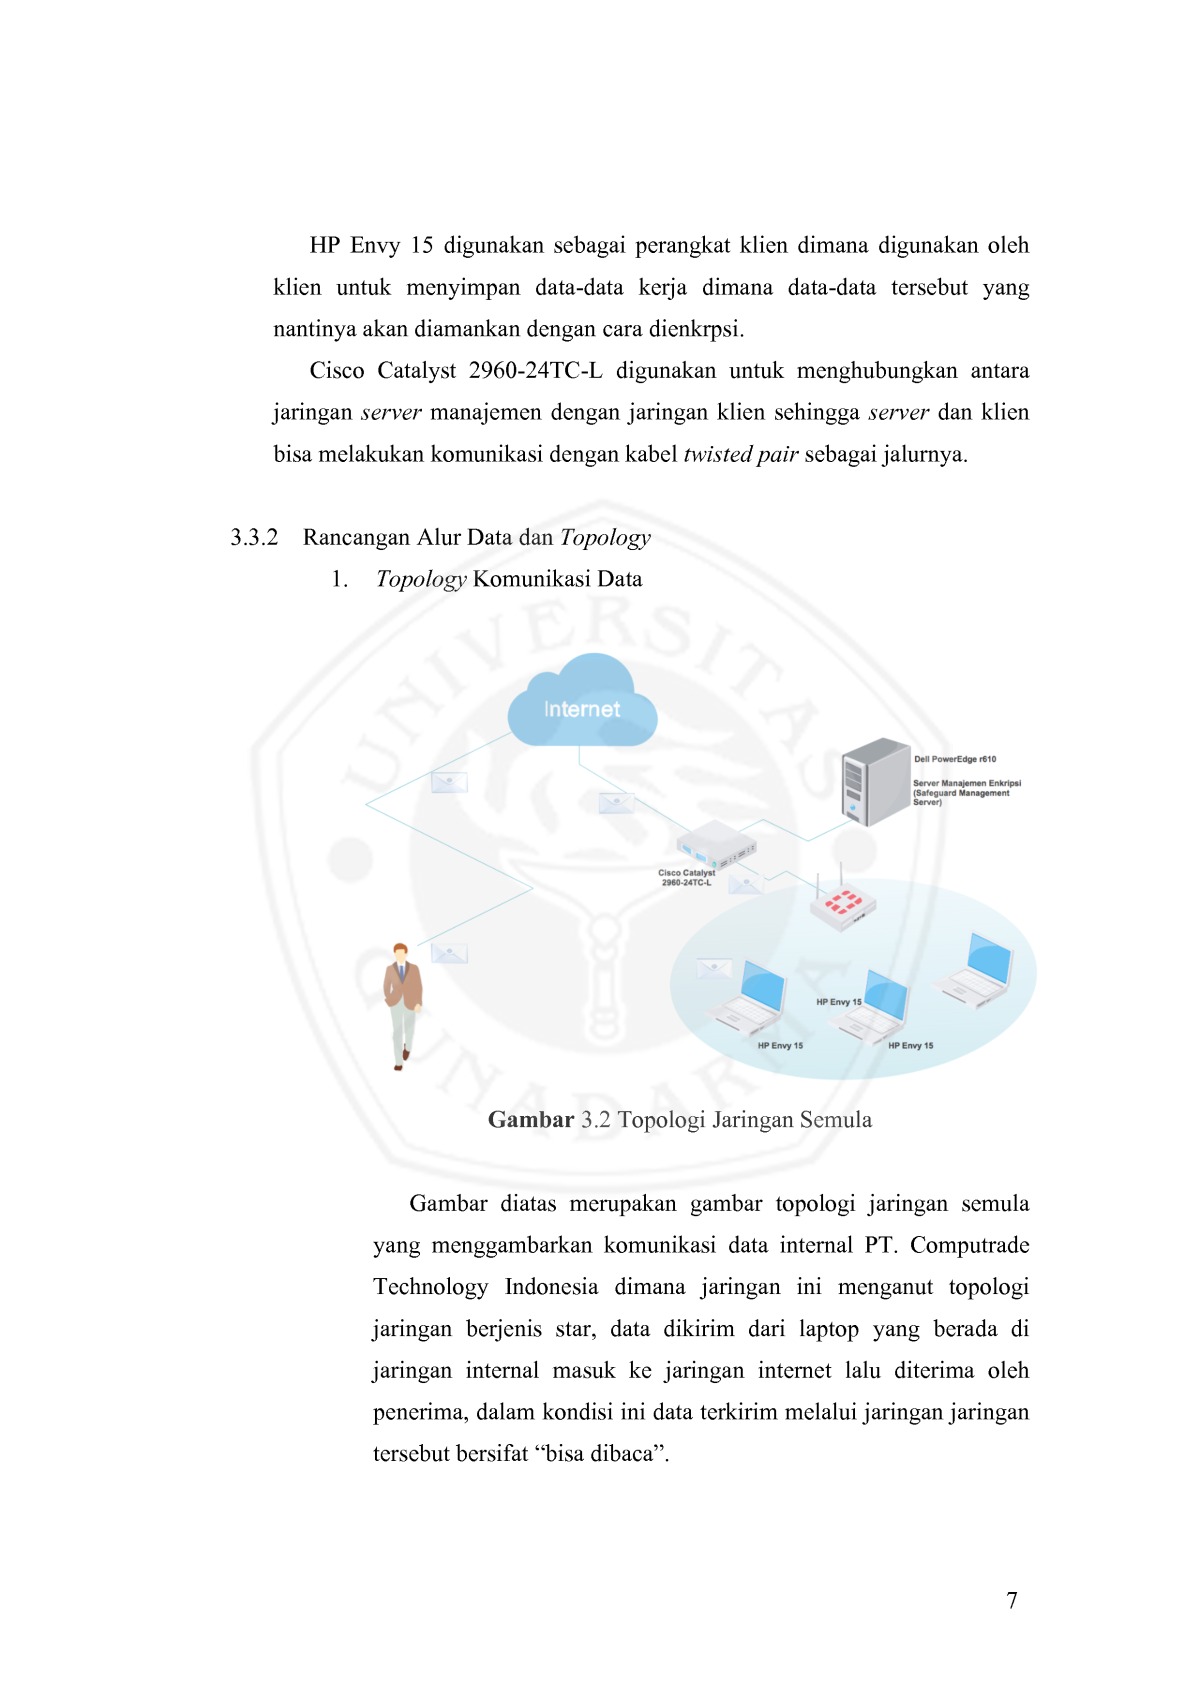 HP Envy 15 digunakan sebagai perangkat klien dimana digunakan oleh
klien untuk menyimpan data-data kerja dimana data-data tersebut yang
nantinya akan diamankan dengan cara dienkrpsi.
Cisco Catalyst 2960-24TC-L digunakan untuk menghubungkan antara
jaringan server manajemen dengan jaringan klien sehingga server dan klien
bisa melakukan komunikasi dengan kabel twisted pair sebagai jalurnya.
3.3.2 Rancangan Alur Data dan Topology
1. Topology Komunikasi Data
UNIVERSITAS
GUNADARMA
Internet
Dell PowerEdge r610
Server Manajemen Enkripsi
(Safeguard Management
Server)
Cisco Catalyst
2960-24TC-L
HP Envy 15
HP Envy 15
HP Envy 15
Gambar 3.2 Topologi Jaringan Semula
Gambar diatas merupakan gambar topologi jaringan semula
yang menggambarkan komunikasi data internal PT. Computrade
Technology Indonesia dimana jaringan ini menganut topologi
jaringan berjenis star, data dikirim dari laptop yang berada di
jaringan internal masuk ke jaringan internet lalu diterima oleh
penerima, dalam kondisi ini data terkirim melalui jaringan jaringan
tersebut bersifat “bisa dibaca”.
7